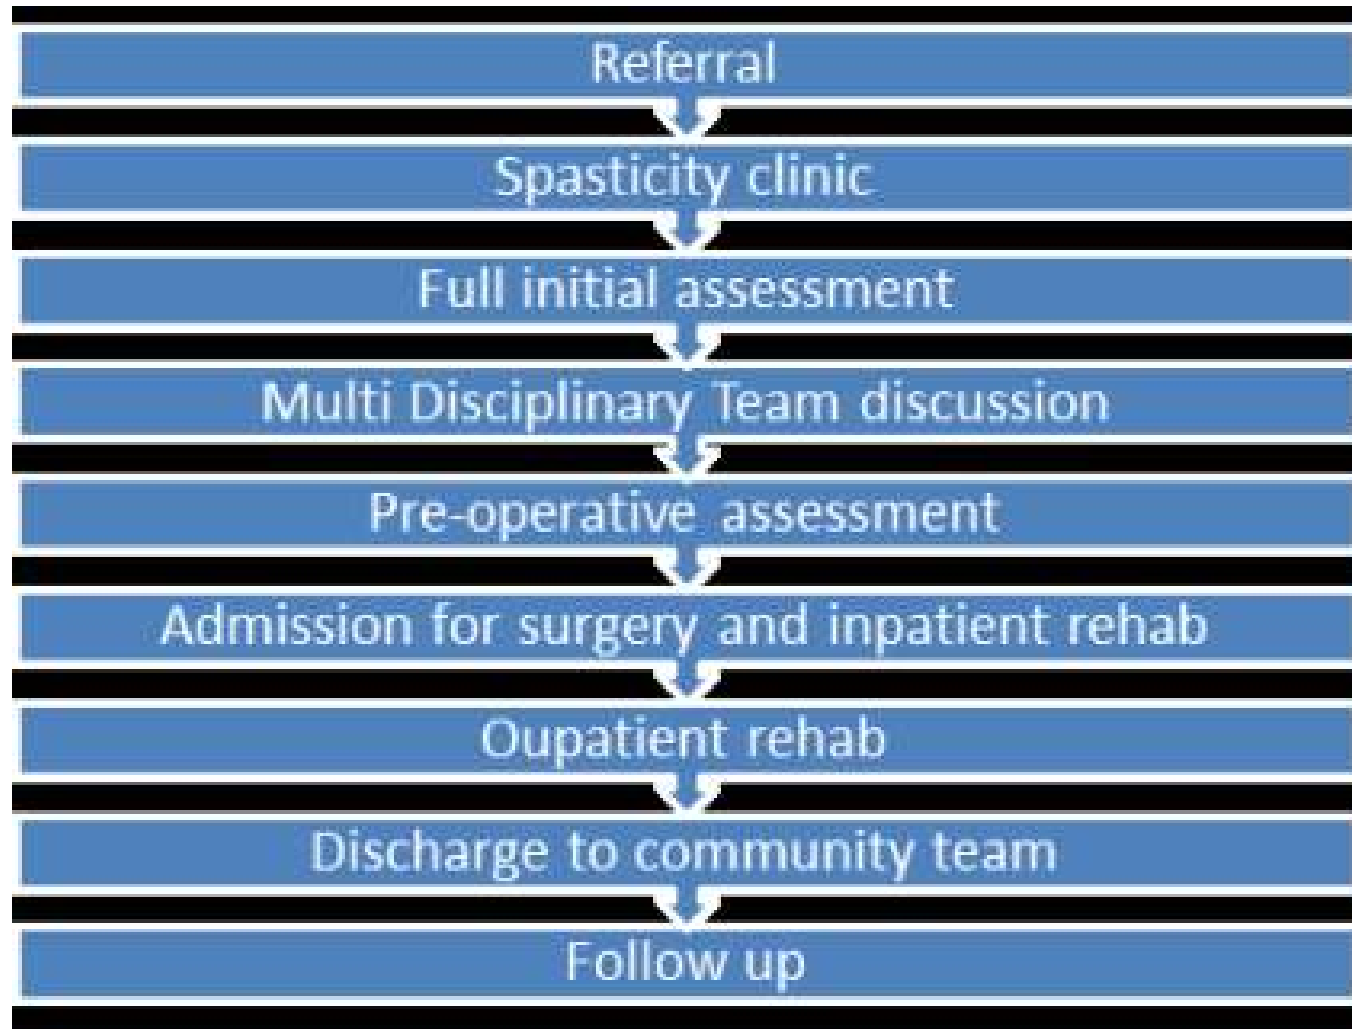 Referral
Spasticity clinic
Full initial assessment
Multi Disciplinary Team discussion
Pre-operative assessment
Admission for surgery and inpatient rehab
Oupatient rehab
Discharge to community team
Follow up